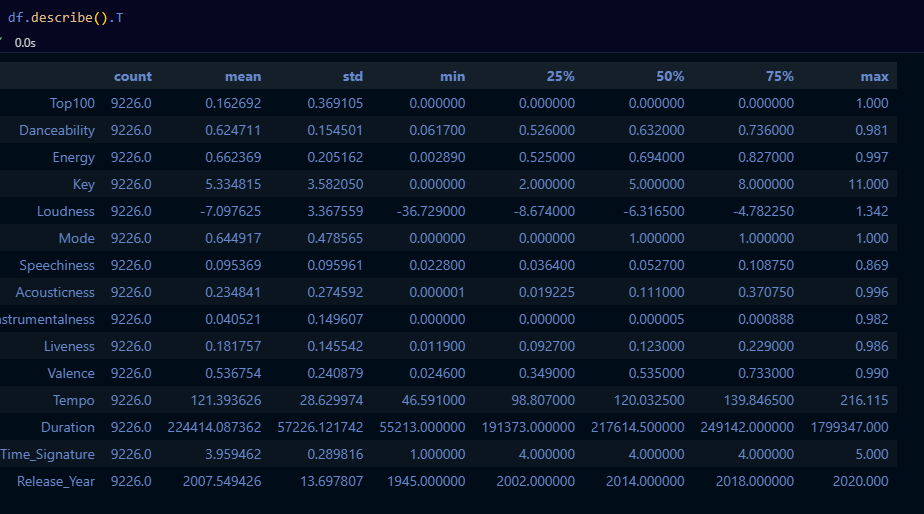 df.describe().T
0.0s
count mean std min 25% 50% 75% max
Top100 9226.0 0.162692 0.369105 0.000000 0.000000 0.000000 0.000000 1.000
Danceability 9226.0 0.624711 0.154501 0.061700 0.526000 0.632000 0.736000 0.981
Energy 9226.0 0.662369 0.205162 0.002890 0.525000 0.694000 0.827000 0.997
Key 9226.0 5.334815 3.582050 0.000000 2.000000 5.000000 8.000000 11.000
Loudness 9226.0 -7.097625 3.367559 -36.729000 -8.674000 -6.316500 -4.782250 1.342
Mode 9226.0 0.644917 0.478565 0.000000 0.000000 1.000000 1.000000 1.000
Speechiness 9226.0 0.095369 0.095961 0.022800 0.036400 0.052700 0.108750 0.869
Acousticness 9226.0 0.234841 0.274592 0.000001 0.019225 0.111000 0.370750 0.996
nstrumentalness 9226.0 0.040521 0.149607 0.000000 0.000000 0.000005 0.000888 0.982
Liveness 9226.0 0.181757 0.145542 0.011900 0.092700 0.123000 0.229000 0.986
Valence 9226.0 0.536754 0.240879 0.024600 0.349000 0.535000 0.733000 0.990
Tempo 9226.0 121.393626 28.629974 46.591000 98.807000 120.032500 139.846500 216.115
Duration 9226.0 224414.087362 57226.121742 55213.000000 191373.000000 217614.500000 249142.000000 1799347.000
Time_Signature 9226.0 3.959462 0.289816 1.000000 4.000000 4.000000 4.000000 5.000
Release_Year 9226.0 2007.549426 13.697807 1945.000000 2002.000000 2014.000000 2018.000000 2020.000